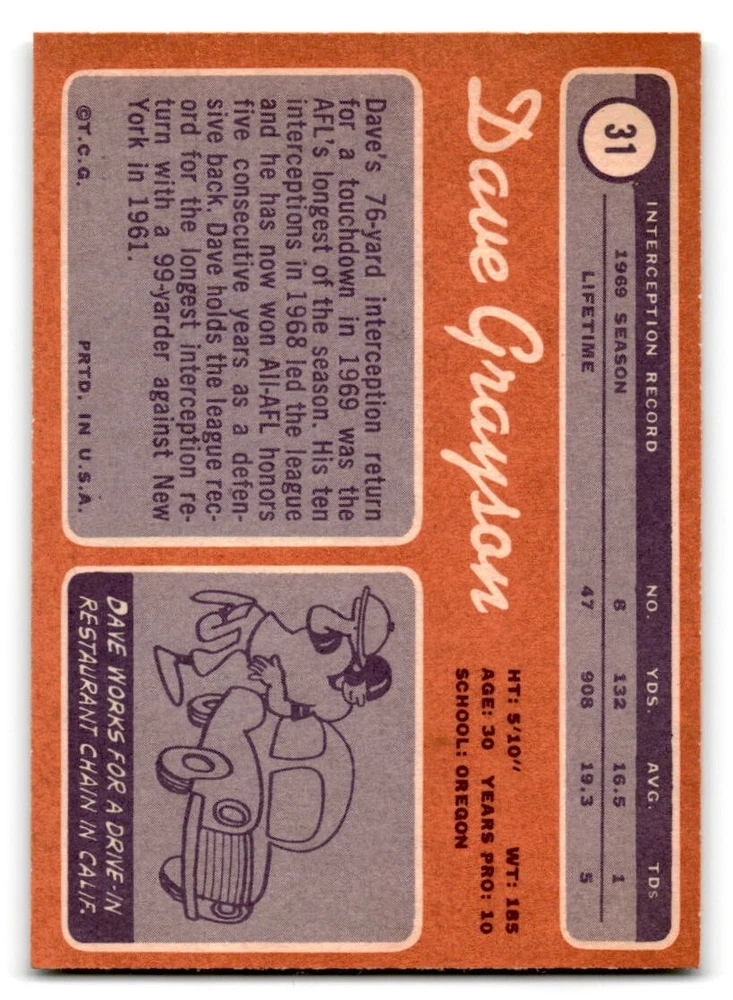 31
INTERCEPTION RECORD NO. YDS. AVG. TDs
1969 SEASON 8 132 16.5 1
LIFETIME 47 908 19.3 5
Dave Grayson
HT: 5'10" WT: 185
AGE: 30 YEARS PRO: 10
SCHOOL: OREGON
Dave's 76-yard interception return
for a touchdown in 1969 was the
AFL's longest of the season. His ten
interceptions in 1968 led the league
and he has now won All-AFL honors
five consecutive years as a defen-
sive back. Dave holds the league rec-
ord for the longest interception re-
turn with a 99-yarder against New
York in 1961.
©T.C.G. PRTD. IN U.S.A.
DAVE WORKS FOR A DRIVE-IN
RESTAURANT CHAIN IN CALIF.